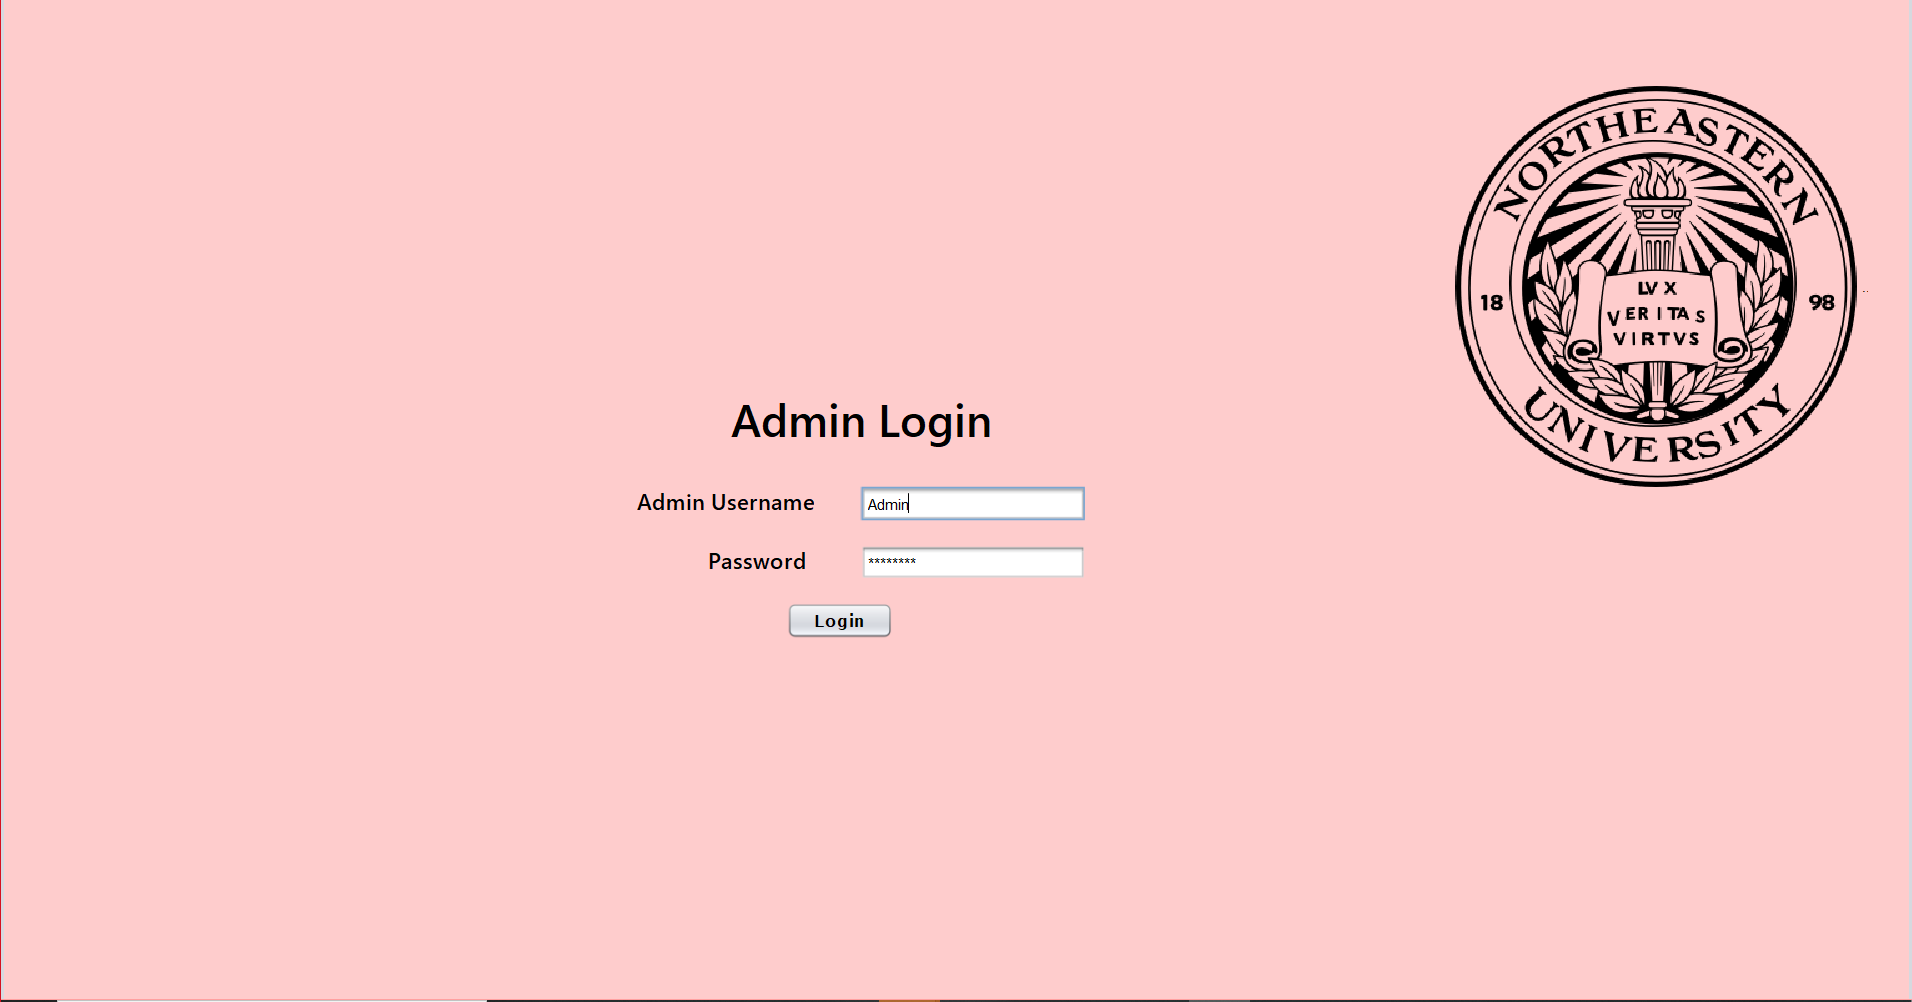 NORTHEASTERN
18 98
LVX
VERITAS
VIRTVS
UNIVERSITY
Admin Login
Admin Username Admin
Password ********
Login